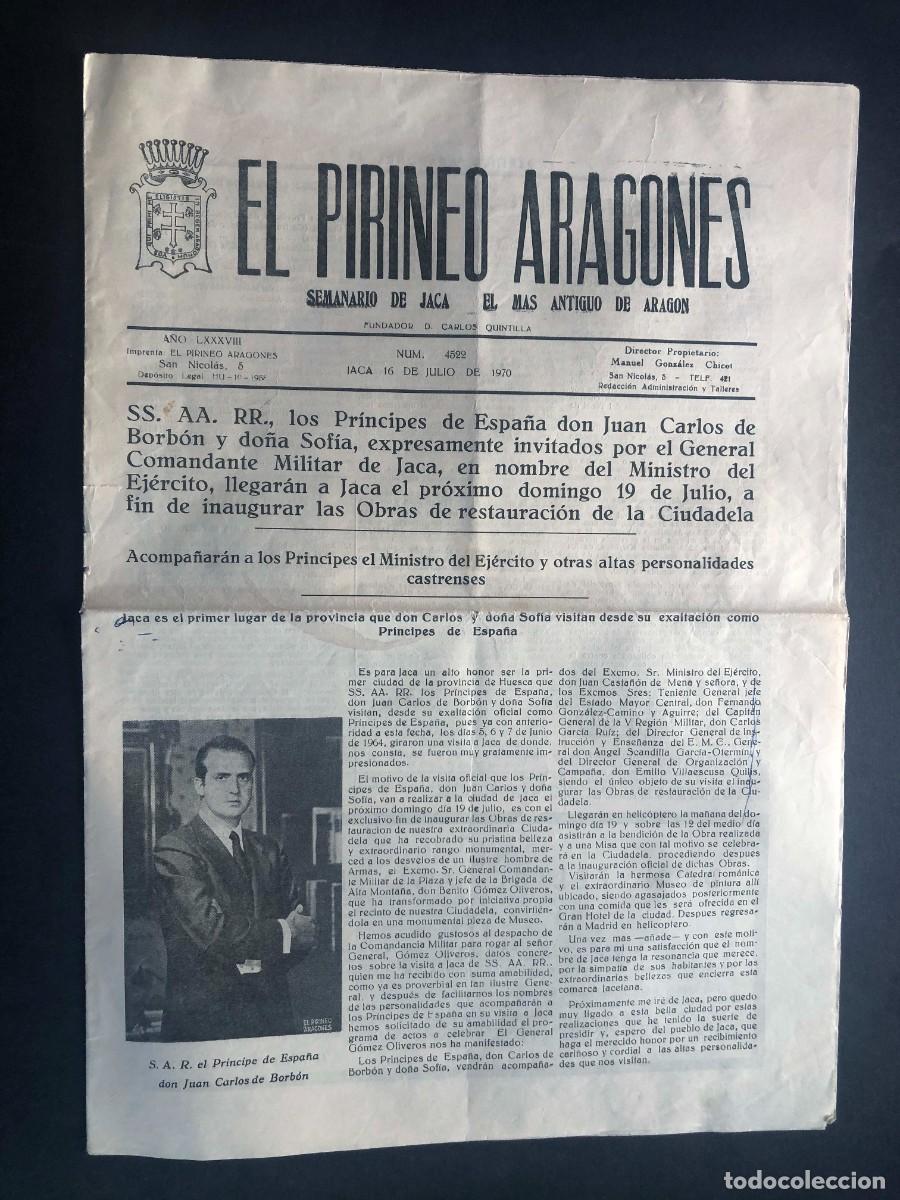 EL PIRINEO ARAGONES
SEMANARIO DE JACA EL MAS ANTIGUO DE ARAGON
FUNDADOR D. CARLOS QUINTILLA
AÑO LXXXVIII
Imprenta EL PIRINEO ARAGONES
San Nicolás, 5
Depósito Legal HU-10-1958
NUM. 4522
JACA 16 DE JULIO DE 1970
Director Propietario:
Manuel González Chicot
San Nicolás, 5 - TELF. 421
Redacción Administración y Talleres
SS. AA. RR., los Príncipes de España don Juan Carlos de
Borbón y doña Sofía, expresamente invitados por el General
Comandante Militar de Jaca, en nombre del Ministro del
Ejército, llegarán a Jaca el próximo domingo 19 de Julio, a
fin de inaugurar las Obras de restauración de la Ciudadela
Acompañarán a los Principes el Ministro del Ejército y otras altas personalidades
castrenses
Jaca es el primer lugar de la provincia que don Carlos y doña Sofía visitan desde su exaltación como
Príncipes de España
Es para Jaca un alto honor ser la pri-
mer ciudad de la provincia de Huesca que
SS. AA. RR. los Príncipes de España,
don Juan Carlos de Borbón y doña Sofía
visitan, desde su exaltación oficial como
Príncipes de España, pues ya con anterio-
ridad a esta fecha, los días 5, 6 y 7 de junio
de 1964, giraron una visita a Jaca de donde,
nos consta, se fueron muy gratamente im-
presionados.
El motivo de la visita oficial que los Prín-
cipes de España, don Juan Carlos y doña
Sofía, van a realizar a la ciudad de Jaca el
próximo domingo día 19 de julio, es con el
exclusivo fin de inaugurar las Obras de res-
tauracion de nuestra extraordinaria Ciuda-
dela que ha recobrado su prístina belleza
y extraordinario rango monumental, mer-
ced a los desvelos de un ilustre hombre de
Armas, el Excmo. Sr. General Comandan-
te Militar de la Plaza y jefe de la Brigada de
Alta Montaña, don Benito Gómez Oliveros,
que ha transformado por iniciativa propia
el recinto de nuestra Ciudadela, convirtién-
dola en una monumental pieza de Museo.
Hemos acudido gustosos al despacho de
la Comandancia Militar para rogar al señor
General, Gómez Oliveros, datos concre-
tos sobre la visita a Jaca de SS. AA. RR.,
quien me ha recibido con suma amabilidad,
como ya es proverbial en tan ilustre Gene-
ral, y después de facilitarnos los nombres
de las personalidades que acompañarán a
los Príncipes de España en su visita a Jaca
hemos solicitado de su amabilidad el pro-
grama de actos a celebrar. El General
Gómez Oliveros nos ha manifestado:
Los Príncipes de España, don Carlos de
Borbón y doña Sofía, vendrán acompaña-
dos del Excmo. Sr. Ministro del Ejército,
don Juan Castañón de Mena y señora, y de
los Excmos. Sres: Teniente General jefe
del Estado Mayor Central, don Fernando
González-Camino y Aguirre; del Capitán
General de la V Región Militar, don Carlos
García Ruíz; del Director General de Ins-
trucción y Enseñanza del E. M. C., Gene-
ral don Angel Scandilla García-Olermin, y
del Director General de Organización y
Campaña, don Emilio Villaescusa Quilis,
siendo el único objeto de su visita el inau-
gurar las Obras de restauración de la Ciu-
dadela.
Llegarán en helicóptero la mañana del do-
mingo día 19 y sobre las 12 del medio día
asistirán a la bendición de la Obra realizada
y a una Misa que con tal motivo se celebra-
rá en la Ciudadela, procediendo despues
a la inauguración oficial de dichas Obras.
Visitarán la hermosa Catedral románica
y el extraordinario Museo de pintura allí
ubicado, siendo agasajados posteriormente
con una comida que les será ofrecida en el
Gran Hotel de la ciudad. Despues regresa-
rán a Madrid en helicoptero.
Una vez mas —añade— y con este moti-
vo, es para mi una satisfacción que el nom-
bre de Jaca tenga la resonancia que merece,
por la simpatía de sus habitantes y por las
extraordinarias bellezas que encierra esta
comarca jacetana.
Próximamente me iré de Jaca, pero quedo
muy ligado a esta bella ciudad por estas
realizaciones que he tenido la suerte de
presidir y, espero del pueblo de Jaca, que
haga el merecido honor por un recibimiento
cariñoso y cordial a las altas personalida-
des que nos visitan.
EL PIRINEO
ARAGONES
S. A. R. el Príncipe de España
don Juan Carlos de Borbón
todocoleccion